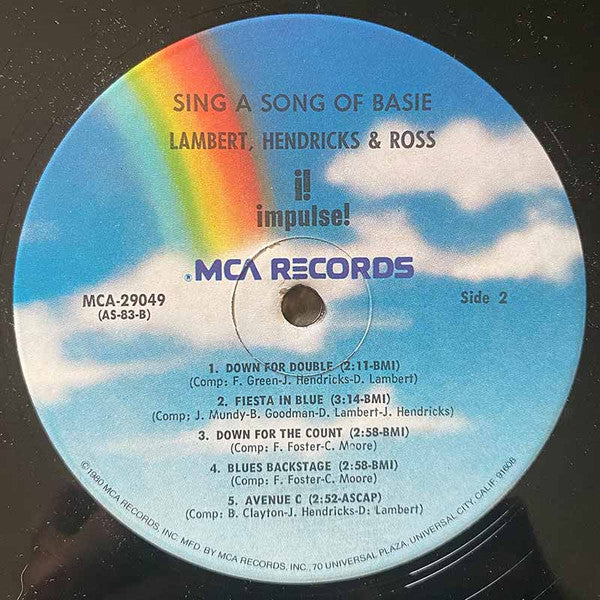 SING A SONG OF BASIE
LAMBERT, HENDRICKS & ROSS
i!
impulse!
® MCA RECORDS
MCA-29049
(AS-83-B)
Side 2
1. DOWN FOR DOUBLE (2:11-BMI)
(Comp: F. Green-J. Hendricks-D. Lambert)
2. FIESTA IN BLUE (3:14-BMI)
(Comp; J. Mundy-B. Goodman-D. Lambert-J. Hendricks)
3. DOWN FOR THE COUNT (2:58-BMI)
(Comp: F. Foster-C. Moore)
4. BLUES BACKSTAGE (2:58-BMI)
(Comp: F. Foster-C. Moore)
5. AVENUE C (2:52-ASCAP)
(Comp: B. Clayton-J. Hendricks-D. Lambert)
©1980 MCA RECORDS, INC. MFD. BY MCA RECORDS, INC., 70 UNIVERSAL PLAZA, UNIVERSAL CITY, CALIF. 91608